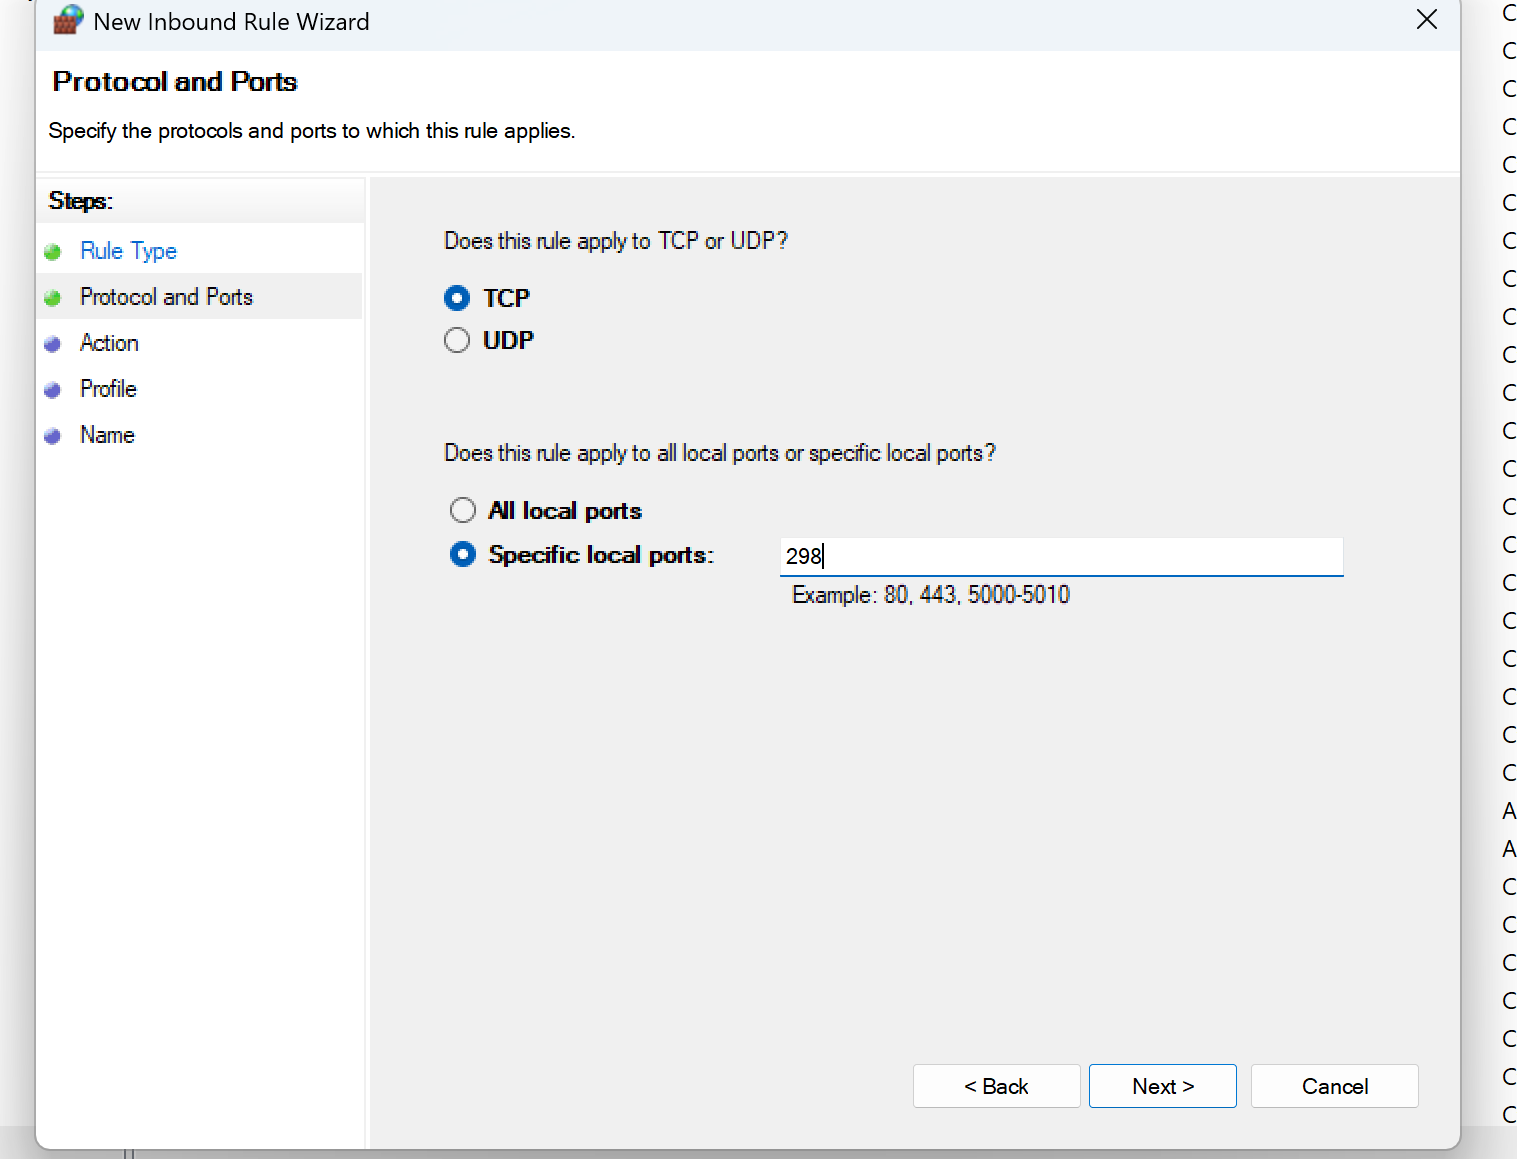 New Inbound Rule Wizard
Protocol and Ports
Specify the protocols and ports to which this rule applies.
Steps:
Rule Type
Protocol and Ports
Action
Profile
Name
Does this rule apply to TCP or UDP?
TCP
UDP
Does this rule apply to all local ports or specific local ports?
All local ports
Specific local ports: 298
Example: 80, 443, 5000-5010
< Back Next > Cancel